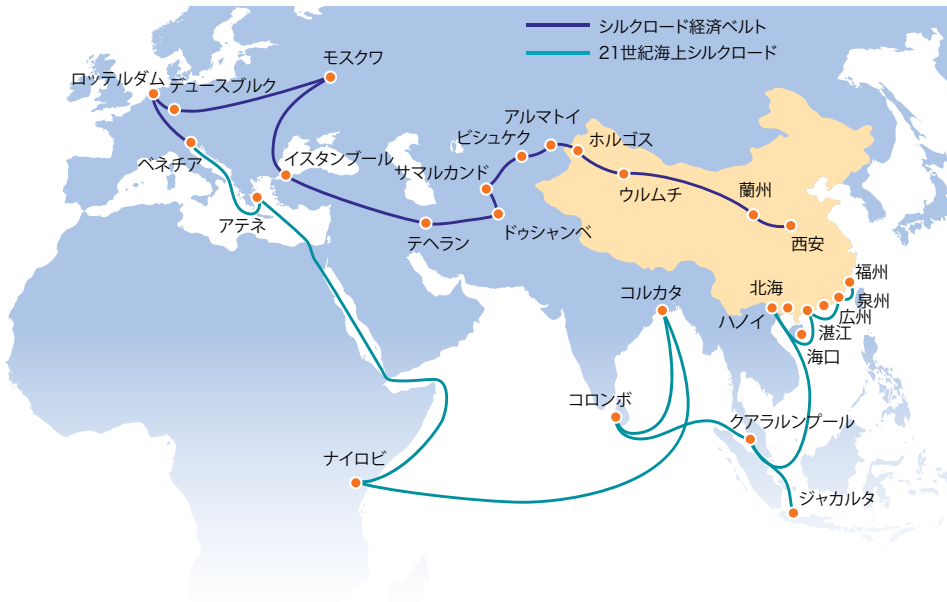 シルクロード経済ベルト
21世紀海上シルクロード
モスクワ
ロッテルダム
デュースブルク
アルマトイ
ビシュケク
ホルゴス
ベネチア
イスタンブール
サマルカンド
ウルムチ
蘭州
アテネ
テヘラン
ドゥシャンベ
西安
福州
コルカタ
北海
泉州
ハノイ
広州
湛江
海口
コロンボ
クアラルンプール
ナイロビ
ジャカルタ